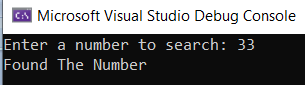 Microsoft Visual Studio Debug Console
Enter a number to search: 33
Found The Number